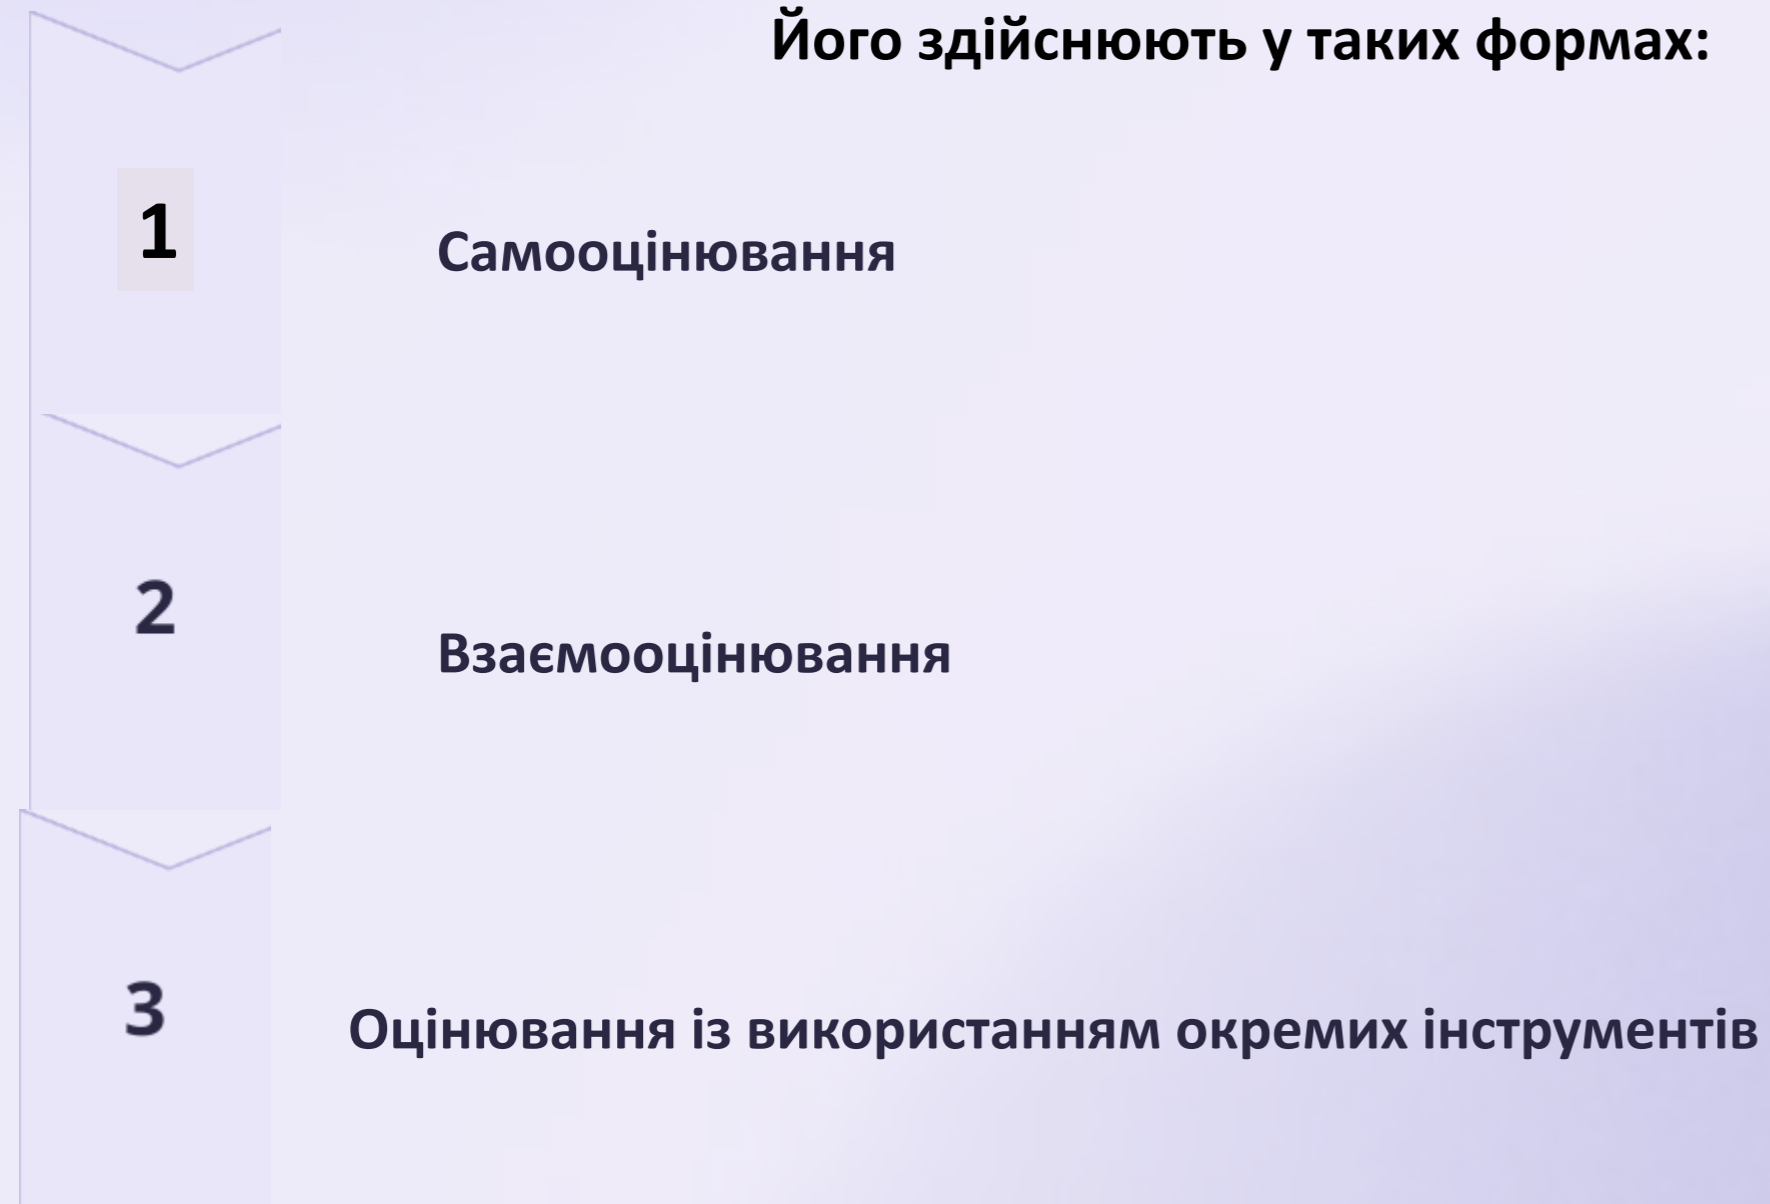 Його здійснюють у таких формах:
1
Самооцінювання
2
Взаємооцінювання
3
Оцінювання із використанням окремих інструментів